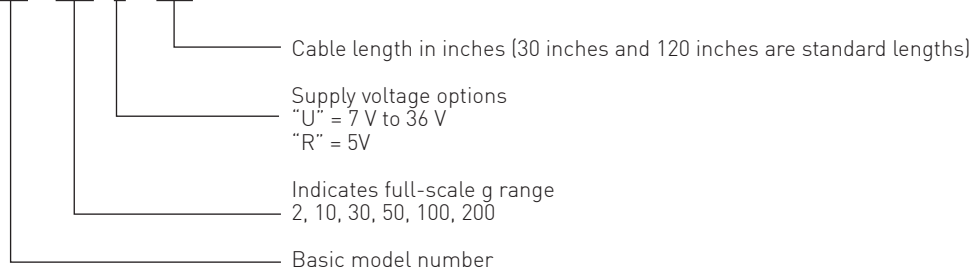 Cable length in inches (30 inches and 120 inches are standard lengths)
Supply voltage options
“U” = 7 V to 36 V
“R” = 5V
Indicates full-scale g range
2, 10, 30, 50, 100, 200
Basic model number